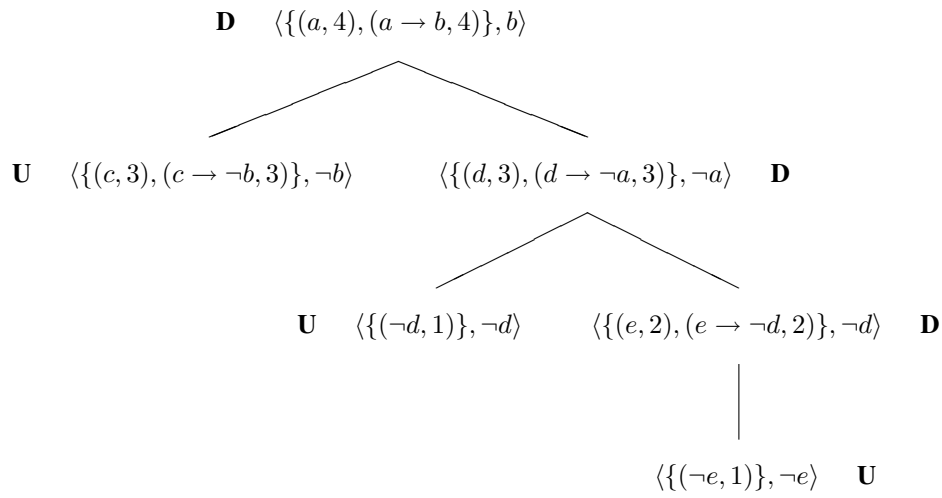 D ⟨{(a, 4), (a → b, 4)}, b⟩
U ⟨{(c, 3), (c → ¬b, 3)}, ¬b⟩ ⟨{(d, 3), (d → ¬a, 3)}, ¬a⟩ D
U ⟨{(¬d, 1)}, ¬d⟩ ⟨{(e, 2), (e → ¬d, 2)}, ¬d⟩ D
⟨{(¬e, 1)}, ¬e⟩ U